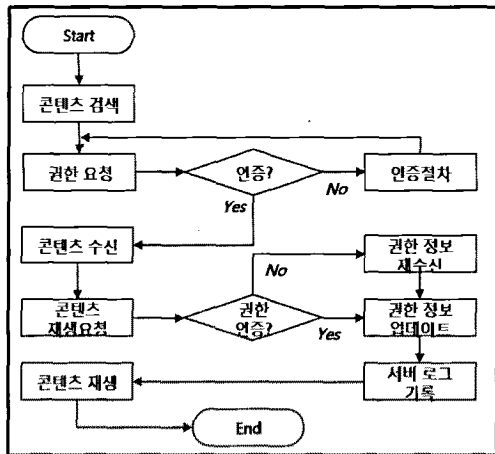 Start
콘텐츠 검색
권한 요청
인증?
No
인증절차
Yes
콘텐츠 수신
No
권한 정보
재수신
콘텐츠
재생요청
권한
인증?
Yes
권한 정보
업데이트
콘텐츠 재생
서버 로그
기록
End